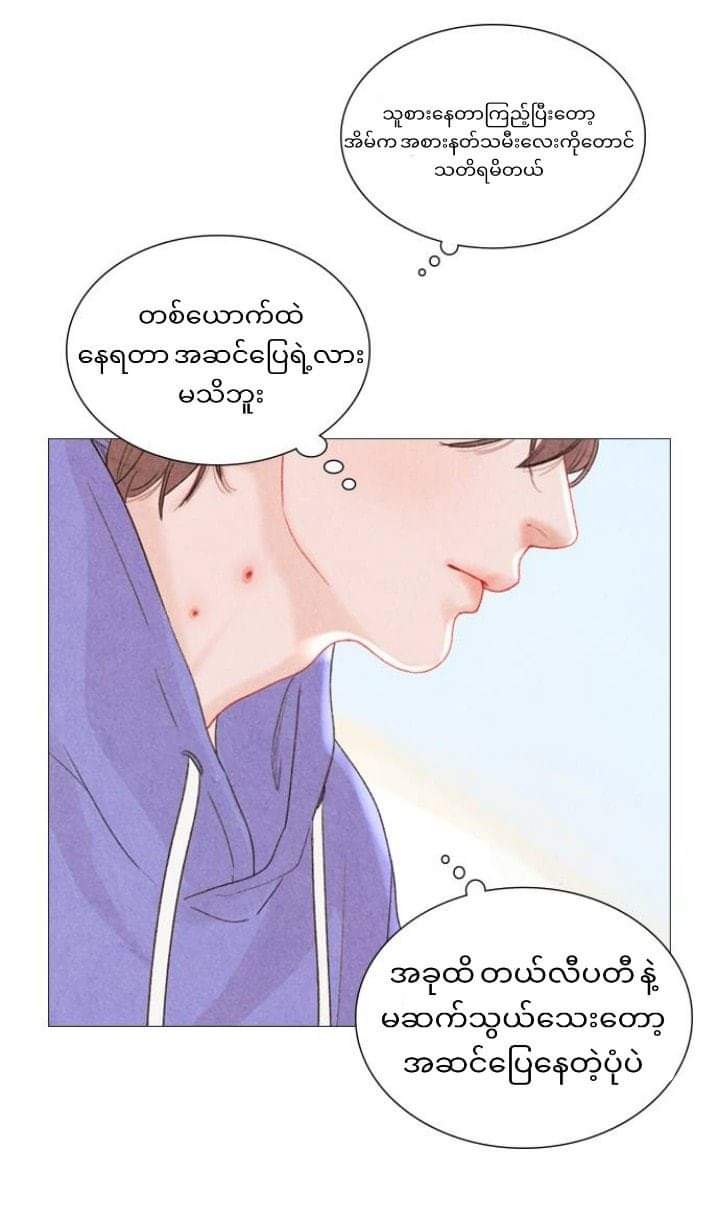 သူစားနေတာကြည့်ပြီးတော့
အိမ်က အစားနတ်သမီးလေးကိုတောင်
သတိရမိတယ်
တစ်ယောက်ထဲ
နေရတာ အဆင်ပြေရဲ့လား
မသိဘူး
အခုထိ တယ်လီပတီ နဲ့
မဆက်သွယ်သေးတော့
အဆင်ပြေနေတဲ့ပုံပဲ